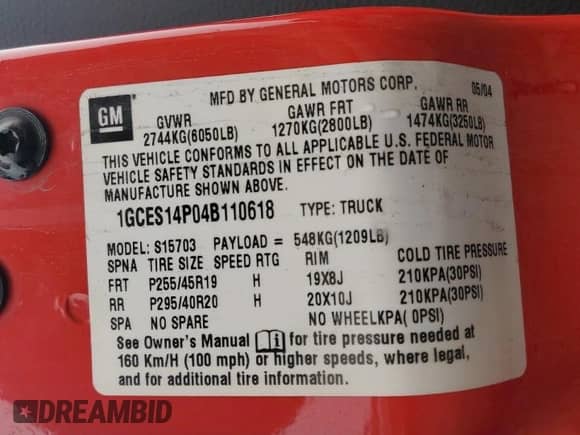 MFD BY GENERAL MOTORS CORP. 05/04
GM
GVWR GAWR FRT GAWR RR
2744KG(6050LB) 1270KG(2800LB) 1474KG(3250LB)
THIS VEHICLE CONFORMS TO ALL APPLICABLE U.S. FEDERAL MOTOR
VEHICLE SAFETY STANDARDS IN EFFECT ON THE DATE OF
MANUFACTURE SHOWN ABOVE.
1GCES14P04B110618 TYPE: TRUCK
MODEL: S15703 PAYLOAD = 548KG(1209LB)
SPNA TIRE SIZE SPEED RTG RIM COLD TIRE PRESSURE
FRT P255/45R19 H 19X8J 210KPA(30PSI)
RR P295/40R20 H 20X10J 210KPA(30PSI)
SPA NO SPARE NO WHEELKPA( 0PSI)
See Owner's Manual i for tire pressure needed at
160 Km/H (100 mph) or higher speeds, where legal,
and for additional tire information.
DREAMBID